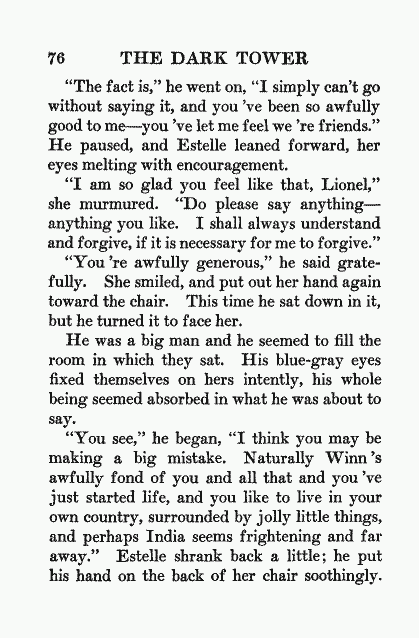 76 THE DARK TOWER
"The fact is," he went on, "I simply can't go
without saying it, and you 've been so awfully
good to me—you 've let me feel we 're friends."
He paused, and Estelle leaned forward, her
eyes melting with encouragement.
"I am so glad you feel like that, Lionel,"
she murmured. "Do please say anything—
anything you like. I shall always understand
and forgive, if it is necessary for me to forgive."
"You 're awfully generous," he said grate-
fully. She smiled, and put out her hand again
toward the chair. This time he sat down in it,
but he turned it to face her.
He was a big man and he seemed to fill the
room in which they sat. His blue-gray eyes
fixed themselves on hers intently, his whole
being seemed absorbed in what he was about to
say.
"You see," he began, "I think you may be
making a big mistake. Naturally Winn 's
awfully fond of you and all that and you 've
just started life, and you like to live in your
own country, surrounded by jolly little things,
and perhaps India seems frightening and far
away." Estelle shrank back a little; he put
his hand on the back of her chair soothingly.